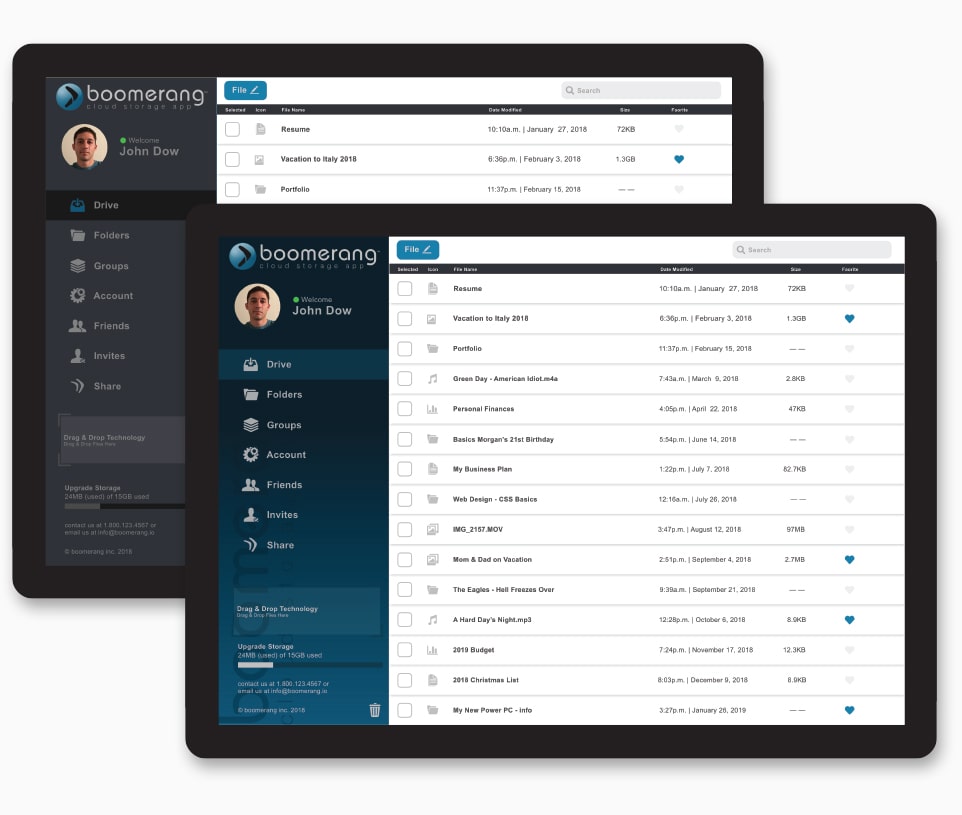 boomerang™
cloud storage app
Welcome
John Dow
Drive
Folders
Groups
Account
Friends
Invites
Share
Drag & Drop Technology
Drag & Drop Files Here
Upgrade Storage
24MB (used) of 15GB used
contact us at 1.800.123.4567 or
email us at info@boomerang.io
© boomerang inc. 2018
File
Search
Selected Icon File Name Date Modified Size Faorite
Resume 10:10a.m. | January 27, 2018 72KB
Vacation to Italy 2018 6:36p.m. | February 3, 2018 1.3GB
Portfolio 11:37p.m. | February 15, 2018 — —
boomerang™
cloud storage app
Welcome
John Dow
Drive
Folders
Groups
Account
Friends
Invites
Share
Drag & Drop Technology
Drag & Drop Files Here
Upgrade Storage
24MB (used) of 15GB used
contact us at 1.800.123.4567 or
email us at info@boomerang.io
© boomerang inc. 2018
File
Search
Selected Icon File Name Date Modified Size Faorite
Resume 10:10a.m. | January 27, 2018 72KB
Vacation to Italy 2018 6:36p.m. | February 3, 2018 1.3GB
Portfolio 11:37p.m. | February 15, 2018 — —
Green Day - American Idiot.m4a 7:43a.m. | March 9, 2018 2.8KB
Personal Finances 4:05p.m. | April 22, 2018 47KB
Basics Morgan's 21st Birthday 5:54p.m. | June 14, 2018 — —
My Business Plan 1:22p.m. | July 7, 2018 82.7KB
Web Design - CSS Basics 12:16a.m. | July 26, 2018 — —
IMG_2157.MOV 3:47p.m. | August 12, 2018 97MB
Mom & Dad on Vacation 2:51p.m. | September 4, 2018 2.7MB
The Eagles - Hell Freezes Over 9:39a.m. | September 21, 2018 — —
A Hard Day's Night.mp3 12:28p.m. | October 6, 2018 8.9KB
2019 Budget 7:24p.m. | November 17, 2018 12.3KB
2018 Christmas List 8:03p.m. | December 9, 2018 8.9KB
My New Power PC - info 3:27p.m. | January 26, 2019 — —